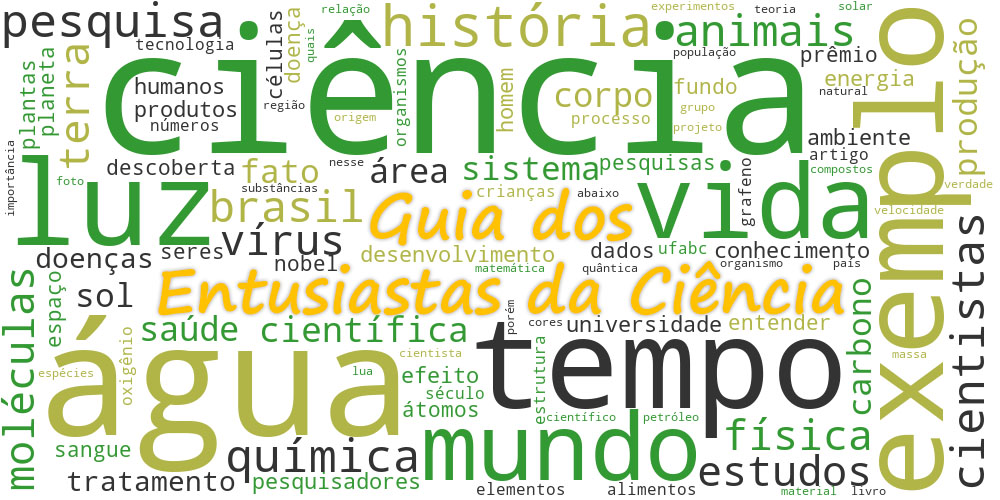 pesquisa
relação
experimentos
teoria
solar
tecnologia
células
doença
quais
história
animais
população
prêmio
energia
natural
plantas
planeta
terra
humanos
produtos
números
região
ciência
origem
organismos
homem
corpo
processo
fundo
grupo
projeto
exemplo
produção
ambiente
artigo
compostos
verdade
velocidade
importância
foto
luz
descoberta
fato
nesse
substâncias
área
sistema
pesquisas
crianças
abaixo
vida
grafeno
brasil
Guia dos
vírus
seres
doenças
nobel
desenvolvimento
dados
ufabc
conhecimento
matemática
quântica
organismo
país
moléculas
espaço
sol
Entusiastas da Ciência
saúde
científica
porém
cores
universidade
entender
carbono
cientistas
massa
água
oxigênio
espécies
cientista
lua
efeito
século
átomos
tempo
estrutura
científico
petróleo
sangue
química
mundo
física
tratamento
pesquisadores
elementos
alimentos
estudos
material
livro